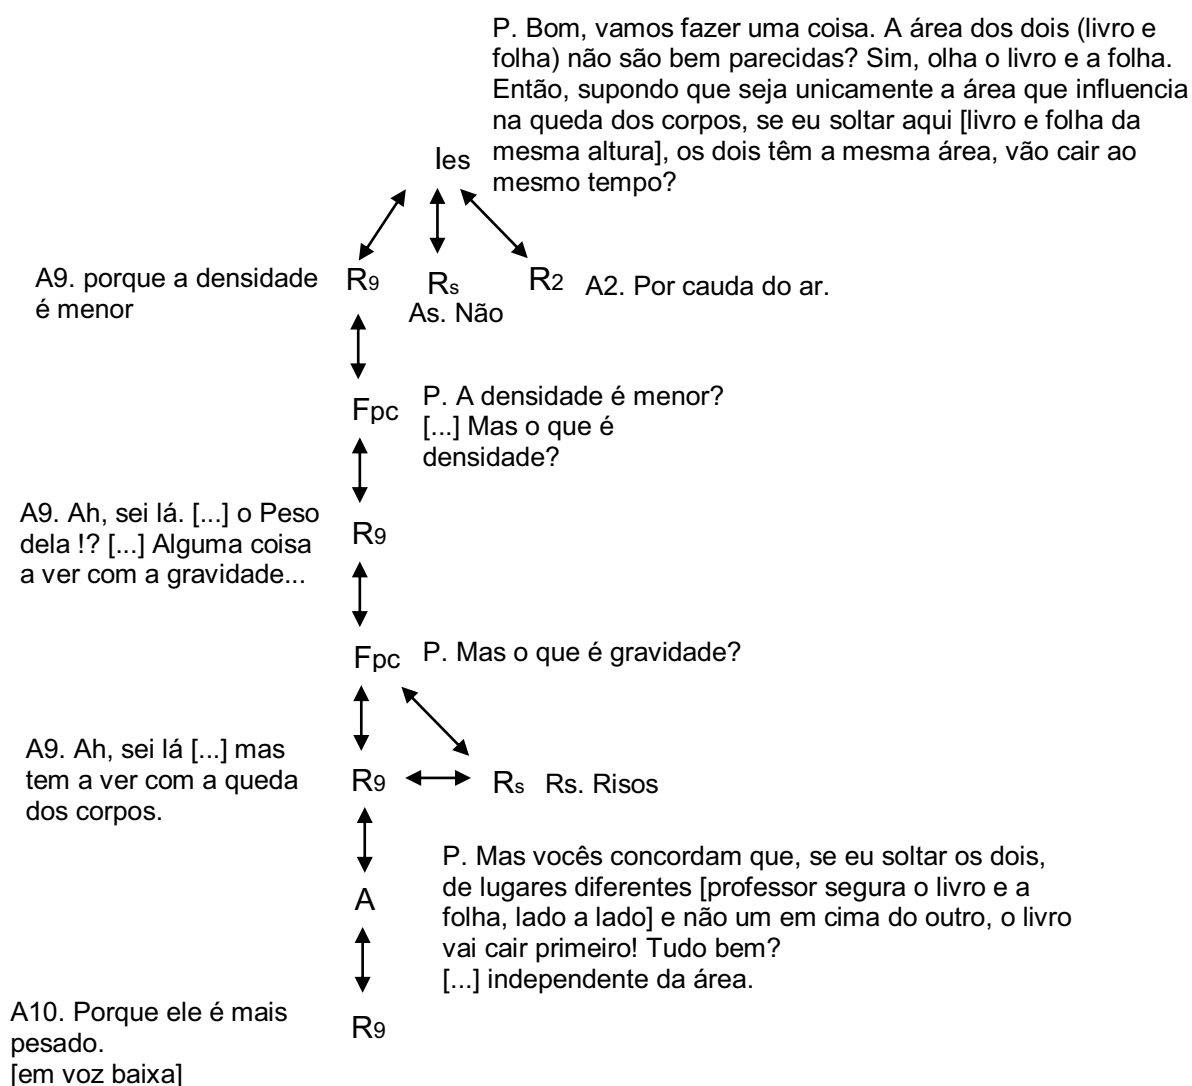 P. Bom, vamos fazer uma coisa. A área dos dois (livro e
folha) não são bem parecidas? Sim, olha o livro e a folha.
Então, supondo que seja unicamente a área que influencia
na queda dos corpos, se eu soltar aqui [livro e folha da
mesma altura], os dois têm a mesma área, vão cair ao
mesmo tempo?
Ies
A9. porque a densidade
é menor
R9
Rs
As. Não
R2
A2. Por cauda do ar.
Fpc
P. A densidade é menor?
[...] Mas o que é
densidade?
A9. Ah, sei lá. [...] o Peso
dela !? [...] Alguma coisa
a ver com a gravidade...
R9
Fpc
P. Mas o que é gravidade?
A9. Ah, sei lá [...] mas
tem a ver com a queda
dos corpos.
R9
Rs
Rs. Risos
A
P. Mas vocês concordam que, se eu soltar os dois,
de lugares diferentes [professor segura o livro e a
folha, lado a lado] e não um em cima do outro, o livro
vai cair primeiro! Tudo bem?
[...] independente da área.
A10. Porque ele é mais
pesado.
[em voz baixa]
R9